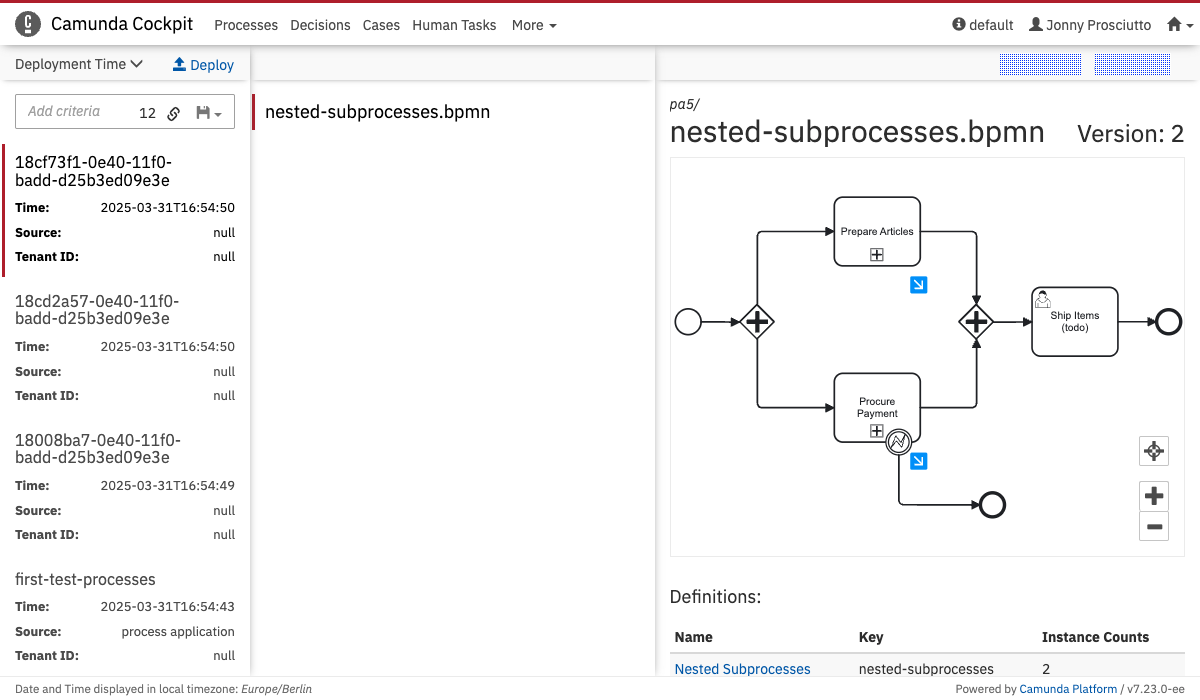 Camunda Cockpit Processes Decisions Cases Human Tasks More default Jonny Prosciutto
Deployment Time Deploy
Add criteria 12
18cf73f1-0e40-11f0-
badd-d25b3ed09e3e
Time: 2025-03-31T16:54:50
Source: null
Tenant ID: null
18cd2a57-0e40-11f0-
badd-d25b3ed09e3e
Time: 2025-03-31T16:54:50
Source: null
Tenant ID: null
18008ba7-0e40-11f0-
badd-d25b3ed09e3e
Time: 2025-03-31T16:54:49
Source: null
Tenant ID: null
first-test-processes
Time: 2025-03-31T16:54:43
Source: process application
Tenant ID: null
nested-subprocesses.bpmn
pa5/
nested-subprocesses.bpmn Version: 2
Prepare Articles
Ship Items
(todo)
Procure
Payment
Definitions:
Name Key Instance Counts
Nested Subprocesses nested-subprocesses 2
Date and Time displayed in local timezone: Europe/Berlin
Powered by Camunda Platform / v7.23.0-ee